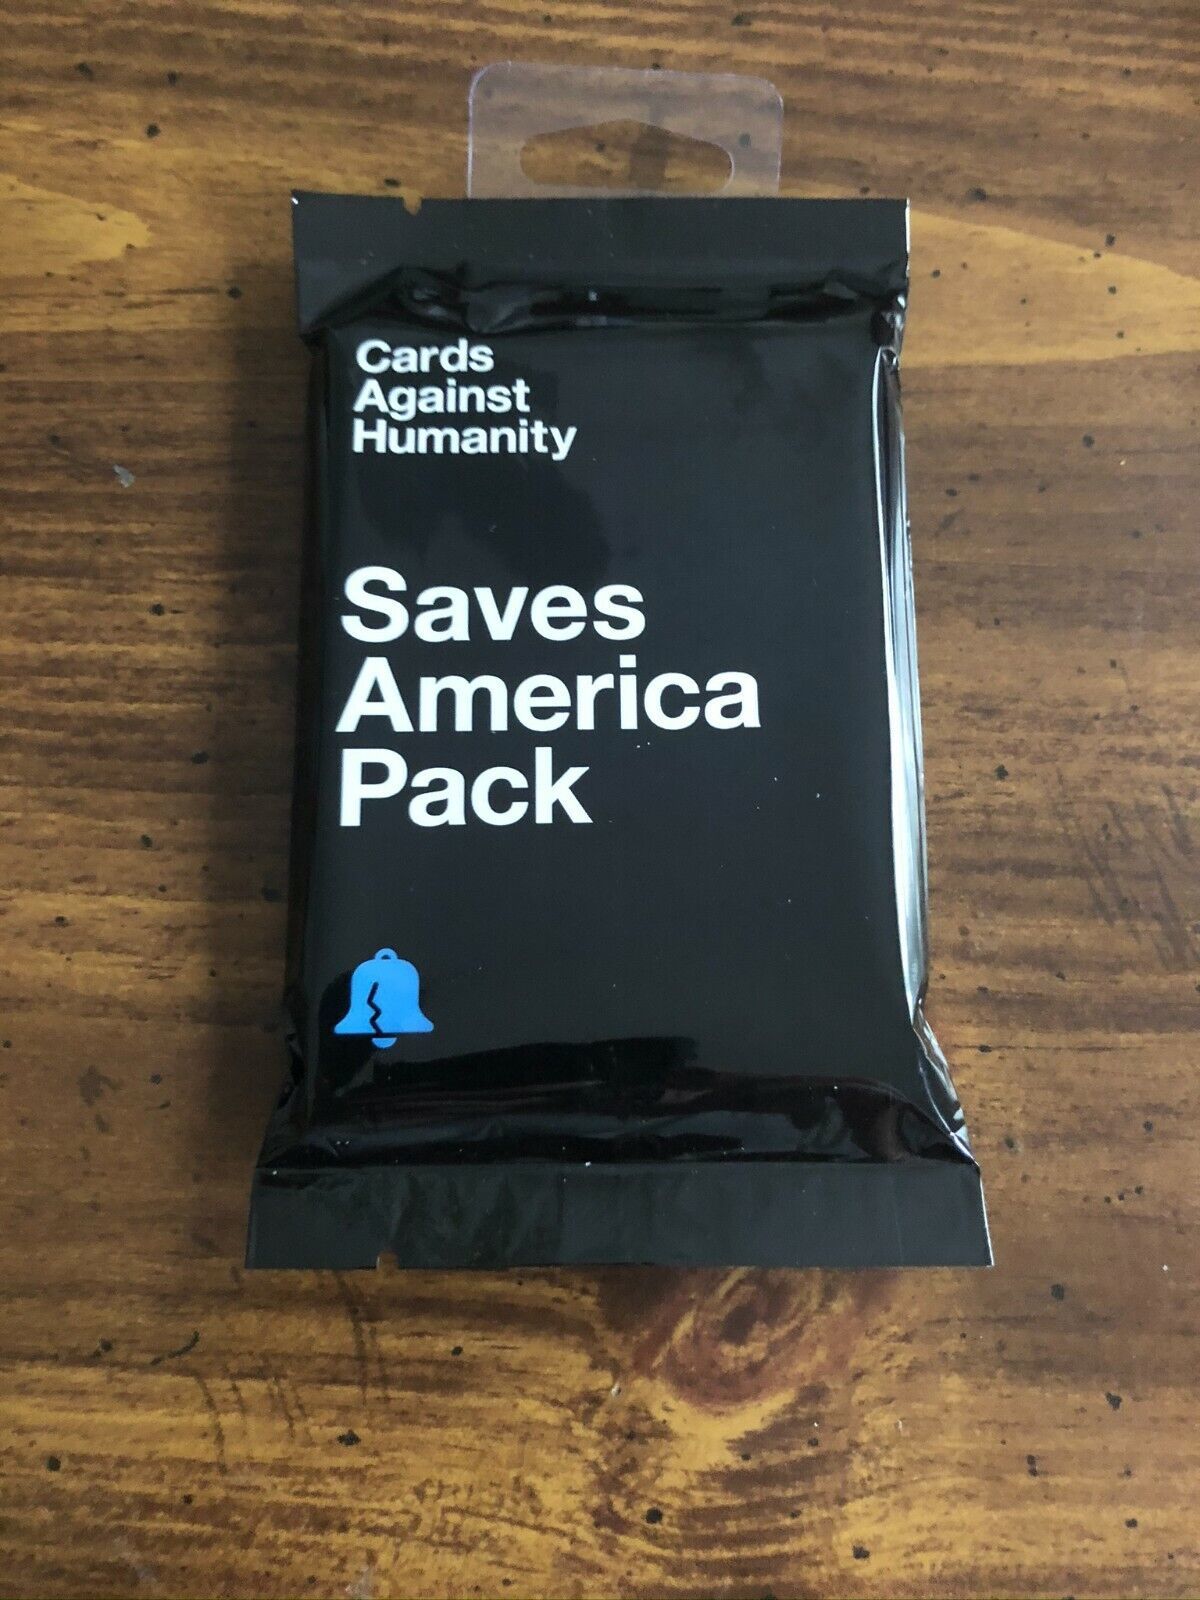 Cards
Against
Humanity
Saves
America
Pack